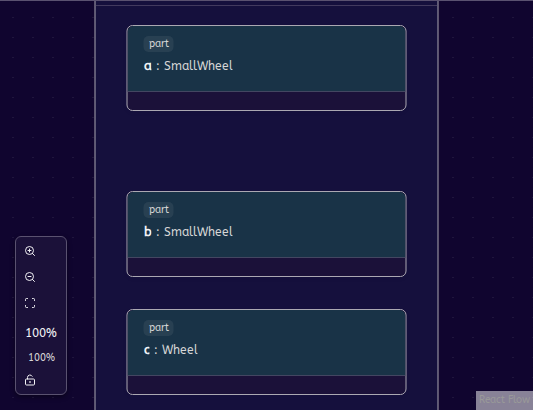 part
a : SmallWheel
part
b : SmallWheel
part
c : Wheel
100%
100%
React Flow